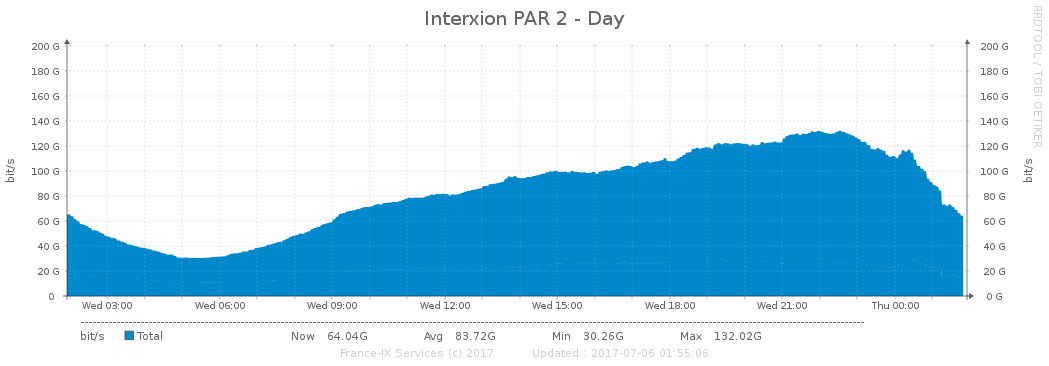 Interxion PAR 2 - Day
RRDTOOL / TOBI OETIKER
bit/s
bit/s
200 G 200 G
180 G 180 G
160 G 160 G
140 G 140 G
120 G 120 G
100 G 100 G
80 G 80 G
60 G 60 G
40 G 40 G
20 G 20 G
0 0 G
Wed 03:00 Wed 06:00 Wed 09:00 Wed 12:00 Wed 15:00 Wed 18:00 Wed 21:00 Thu 00:00
bit/s Total Now 64.04G Avg 83.72G Min 30.26G Max 132.02G
France-IX Services (c) 2017 Updated : 2017-07-06 01:55:06